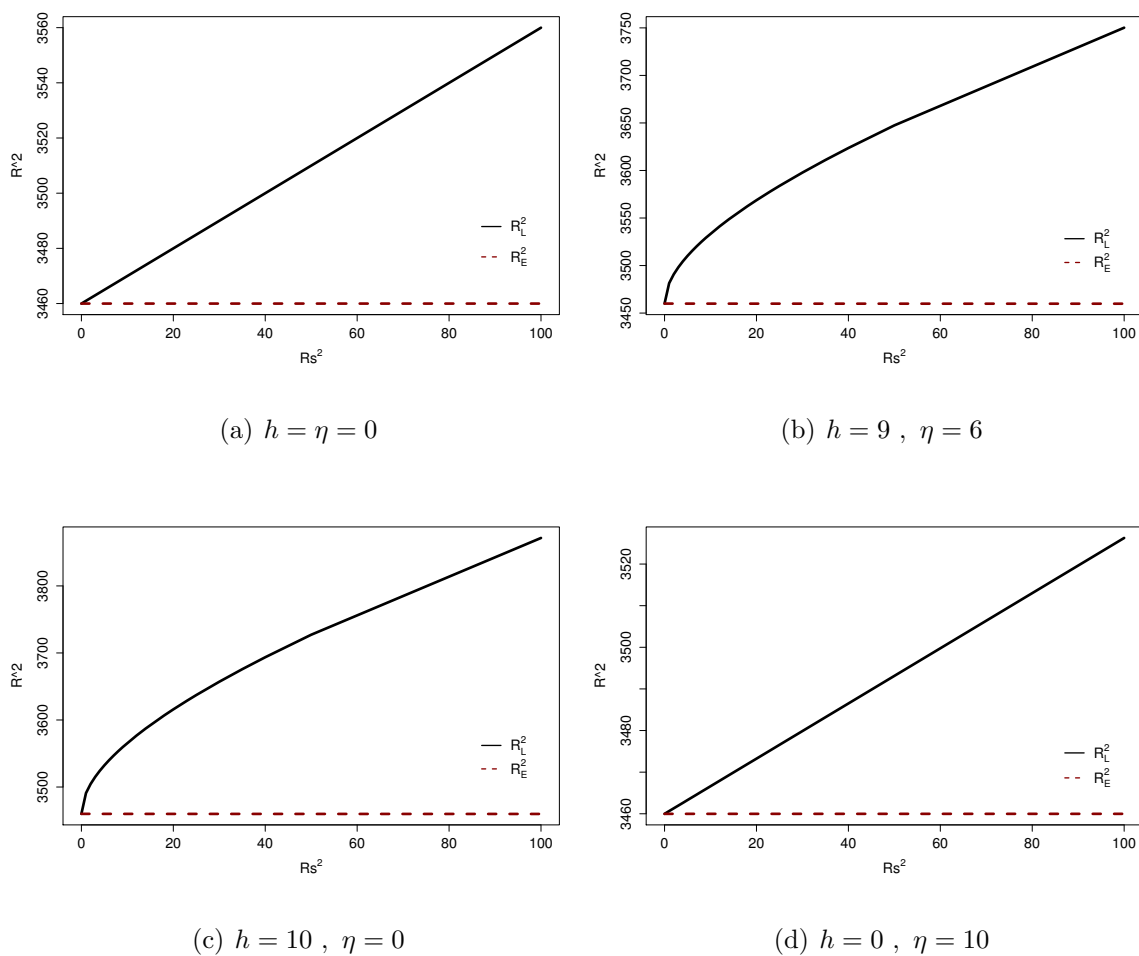 R^2
3460 3480 3500 3520 3540 3560
R_L^2
R_E^2
0 20 40 60 80 100
Rs^2
(a) h = η = 0
R^2
3450 3500 3550 3600 3650 3700 3750
R_L^2
R_E^2
0 20 40 60 80 100
Rs^2
(b) h = 9 , η = 6
R^2
3500 3600 3700 3800
R_L^2
R_E^2
0 20 40 60 80 100
Rs^2
(c) h = 10 , η = 0
R^2
3460 3480 3500 3520
R_L^2
R_E^2
0 20 40 60 80 100
Rs^2
(d) h = 0 , η = 10